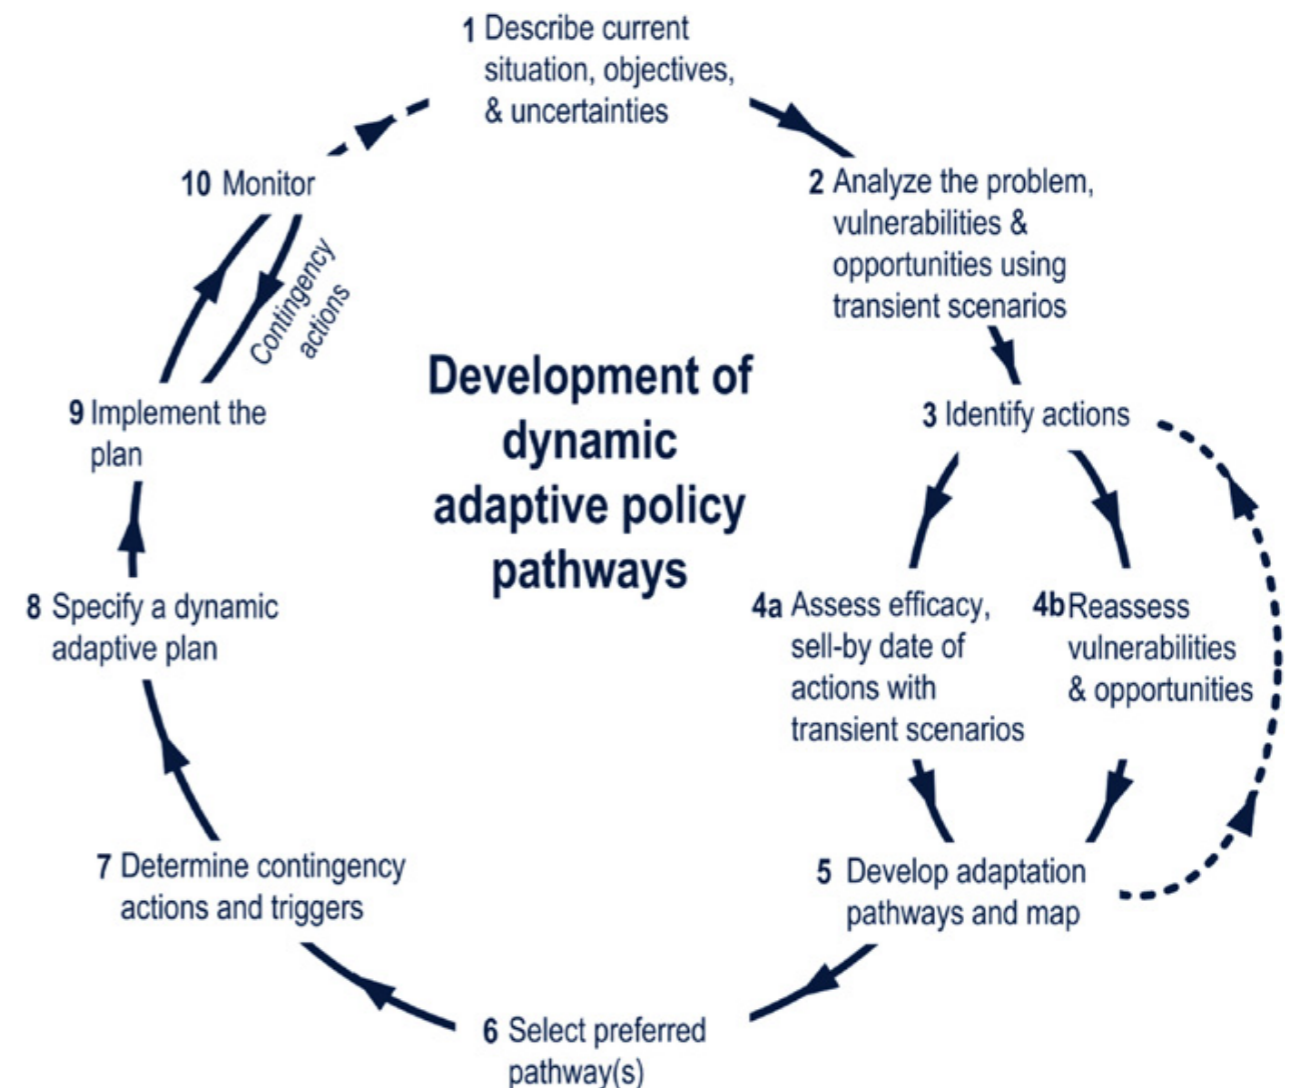 1 Describe current
situation, objectives,
& uncertainties
2 Analyze the problem,
vulnerabilities &
opportunities using
transient scenarios
3 Identify actions
4a Assess efficacy,
sell-by date of
actions with
transient scenarios
4b Reassess
vulnerabilities
& opportunities
5 Develop adaptation
pathways and map
6 Select preferred
pathway(s)
7 Determine contingency
actions and triggers
8 Specify a dynamic
adaptive plan
9 Implement the
plan
10 Monitor
Contingency
actions
Development of
dynamic
adaptive policy
pathways